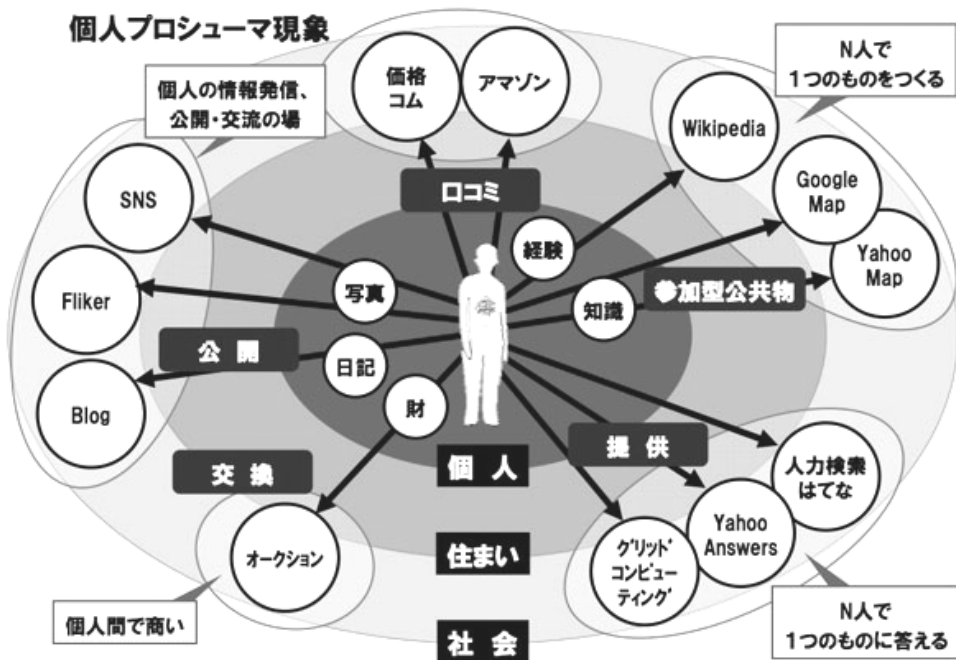 個人プロシューマ現象
個人の情報発信、
公開・交流の場
価格
コム
アマゾン
N人で
1つのものをつくる
Wikipedia
Google
Map
Yahoo
Map
SNS
Fliker
Blog
口コミ
経験
写真
知識
参加型公共物
公開
日記
財
交換
提供
個人
人力検索
はてな
Yahoo
Answers
グリッド
コンピュー
ティング
オークション
住まい
個人間で商い
社会
N人で
1つのものに答える